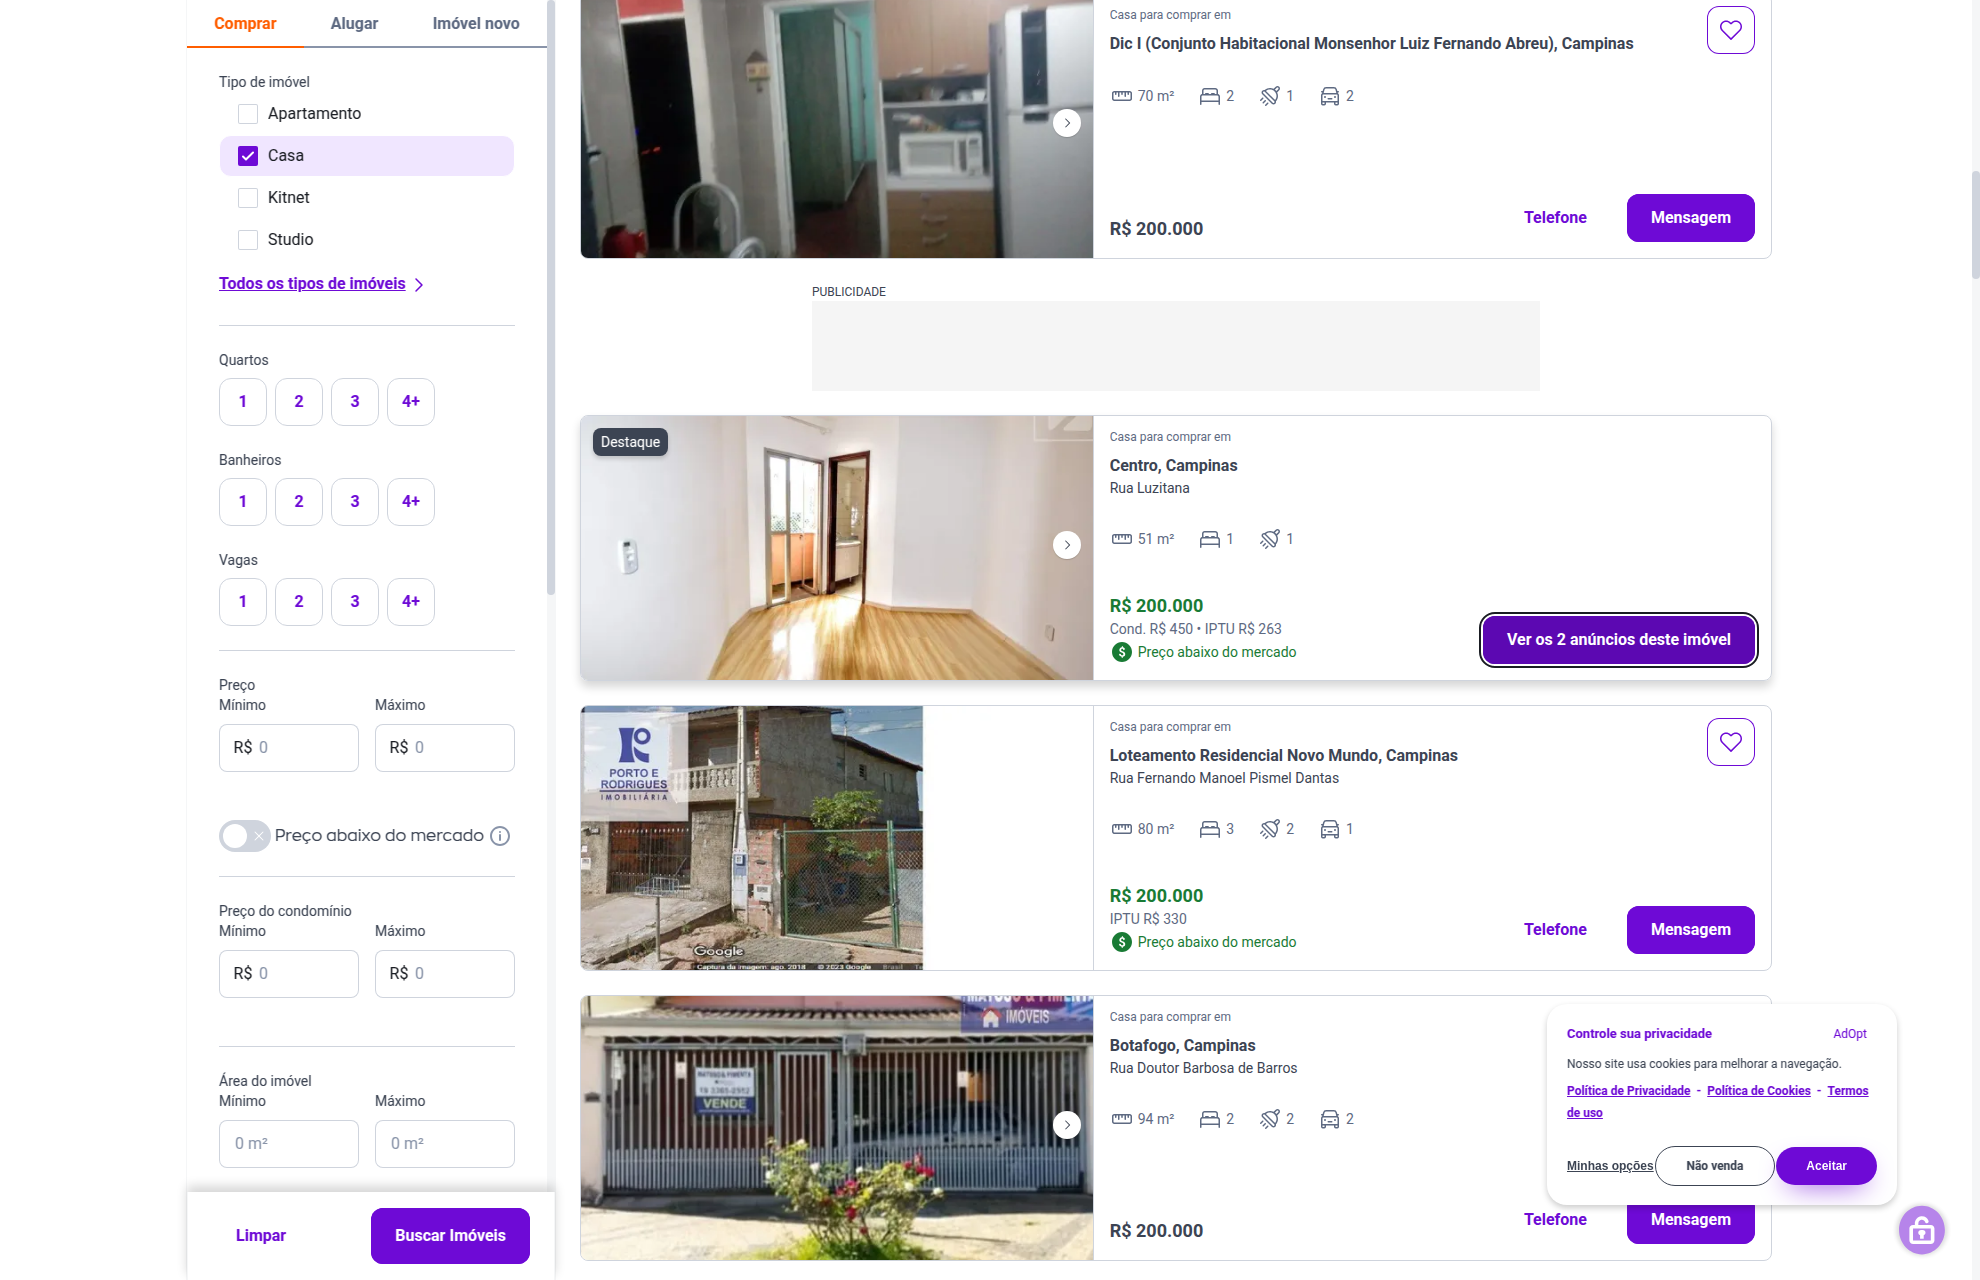 Comprar
Alugar
Imóvel novo
Tipo de imóvel
Apartamento
Casa
Kitnet
Studio
Todos os tipos de imóveis
Quartos
1 2 3 4+
Banheiros
1 2 3 4+
Vagas
1 2 3 4+
Preço
Mínimo Máximo
R$ 0 R$ 0
Preço abaixo do mercado
Preço do condomínio
Mínimo Máximo
R$ 0 R$ 0
Área do imóvel
Mínimo Máximo
0 m² 0 m²
Limpar
Buscar Imóveis
Casa para comprar em
Dic I (Conjunto Habitacional Monsenhor Luiz Fernando Abreu), Campinas
70 m² 2 1 2
R$ 200.000
Telefone
Mensagem
PUBLICIDADE
Destaque
Casa para comprar em
Centro, Campinas
Rua Luzitana
51 m² 1 1
R$ 200.000
Cond. R$ 450 • IPTU R$ 263
Preço abaixo do mercado
Ver os 2 anúncios deste imóvel
PORTO E
RODRIGUES
IMOBILIÁRIA
Google
Captura da imagem: ago. 2018 © 2023 Google Brasil
Casa para comprar em
Loteamento Residencial Novo Mundo, Campinas
Rua Fernando Manoel Pismel Dantas
80 m² 3 2 1
R$ 200.000
IPTU R$ 330
Preço abaixo do mercado
Telefone
Mensagem
MATOSO & PIMENTA
IMÓVEIS
VENDE
Casa para comprar em
Botafogo, Campinas
Rua Doutor Barbosa de Barros
94 m² 2 2 2
R$ 200.000
Telefone
Mensagem
Controle sua privacidade
AdOpt
Nosso site usa cookies para melhorar a navegação.
Política de Privacidade - Política de Cookies - Termos
de uso
Minhas opções
Não venda
Aceitar